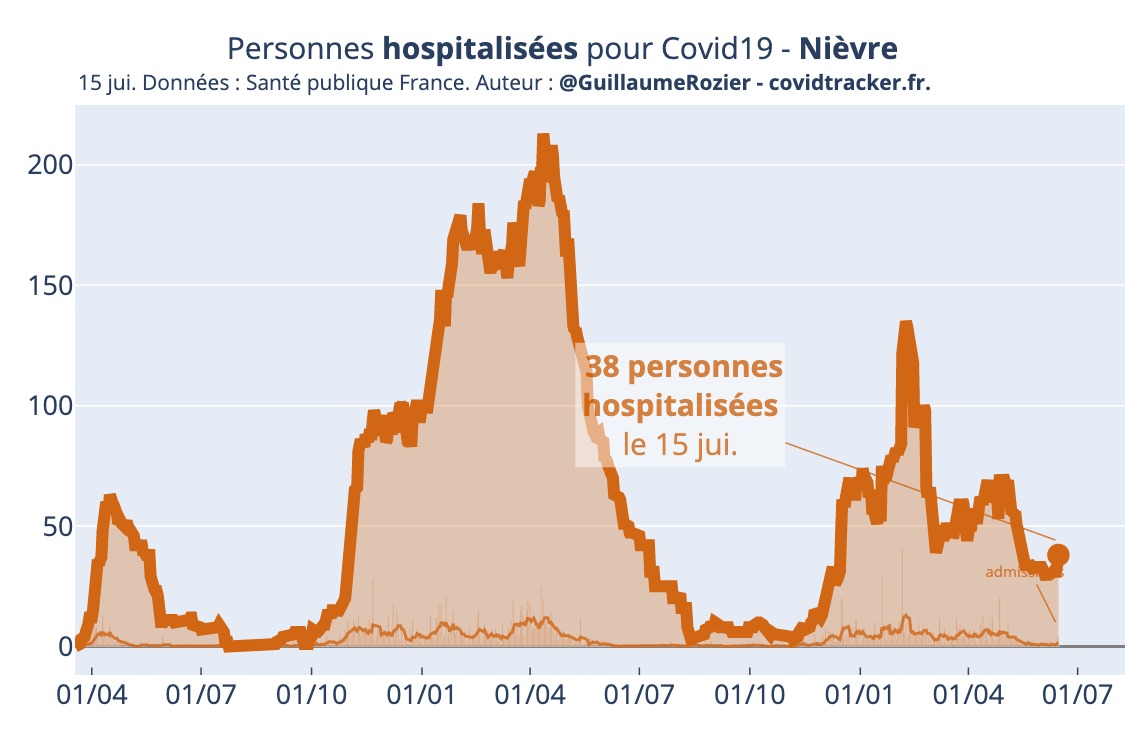 Personnes hospitalisées pour Covid19 - Nièvre
15 jui. Données : Santé publique France. Auteur : @GuillaumeRozier - covidtracker.fr.
200
150
100
50
0
38 personnes
hospitalisées
le 15 jui.
admissions
01/04 01/07 01/10 01/01 01/04 01/07 01/10 01/01 01/04 01/07